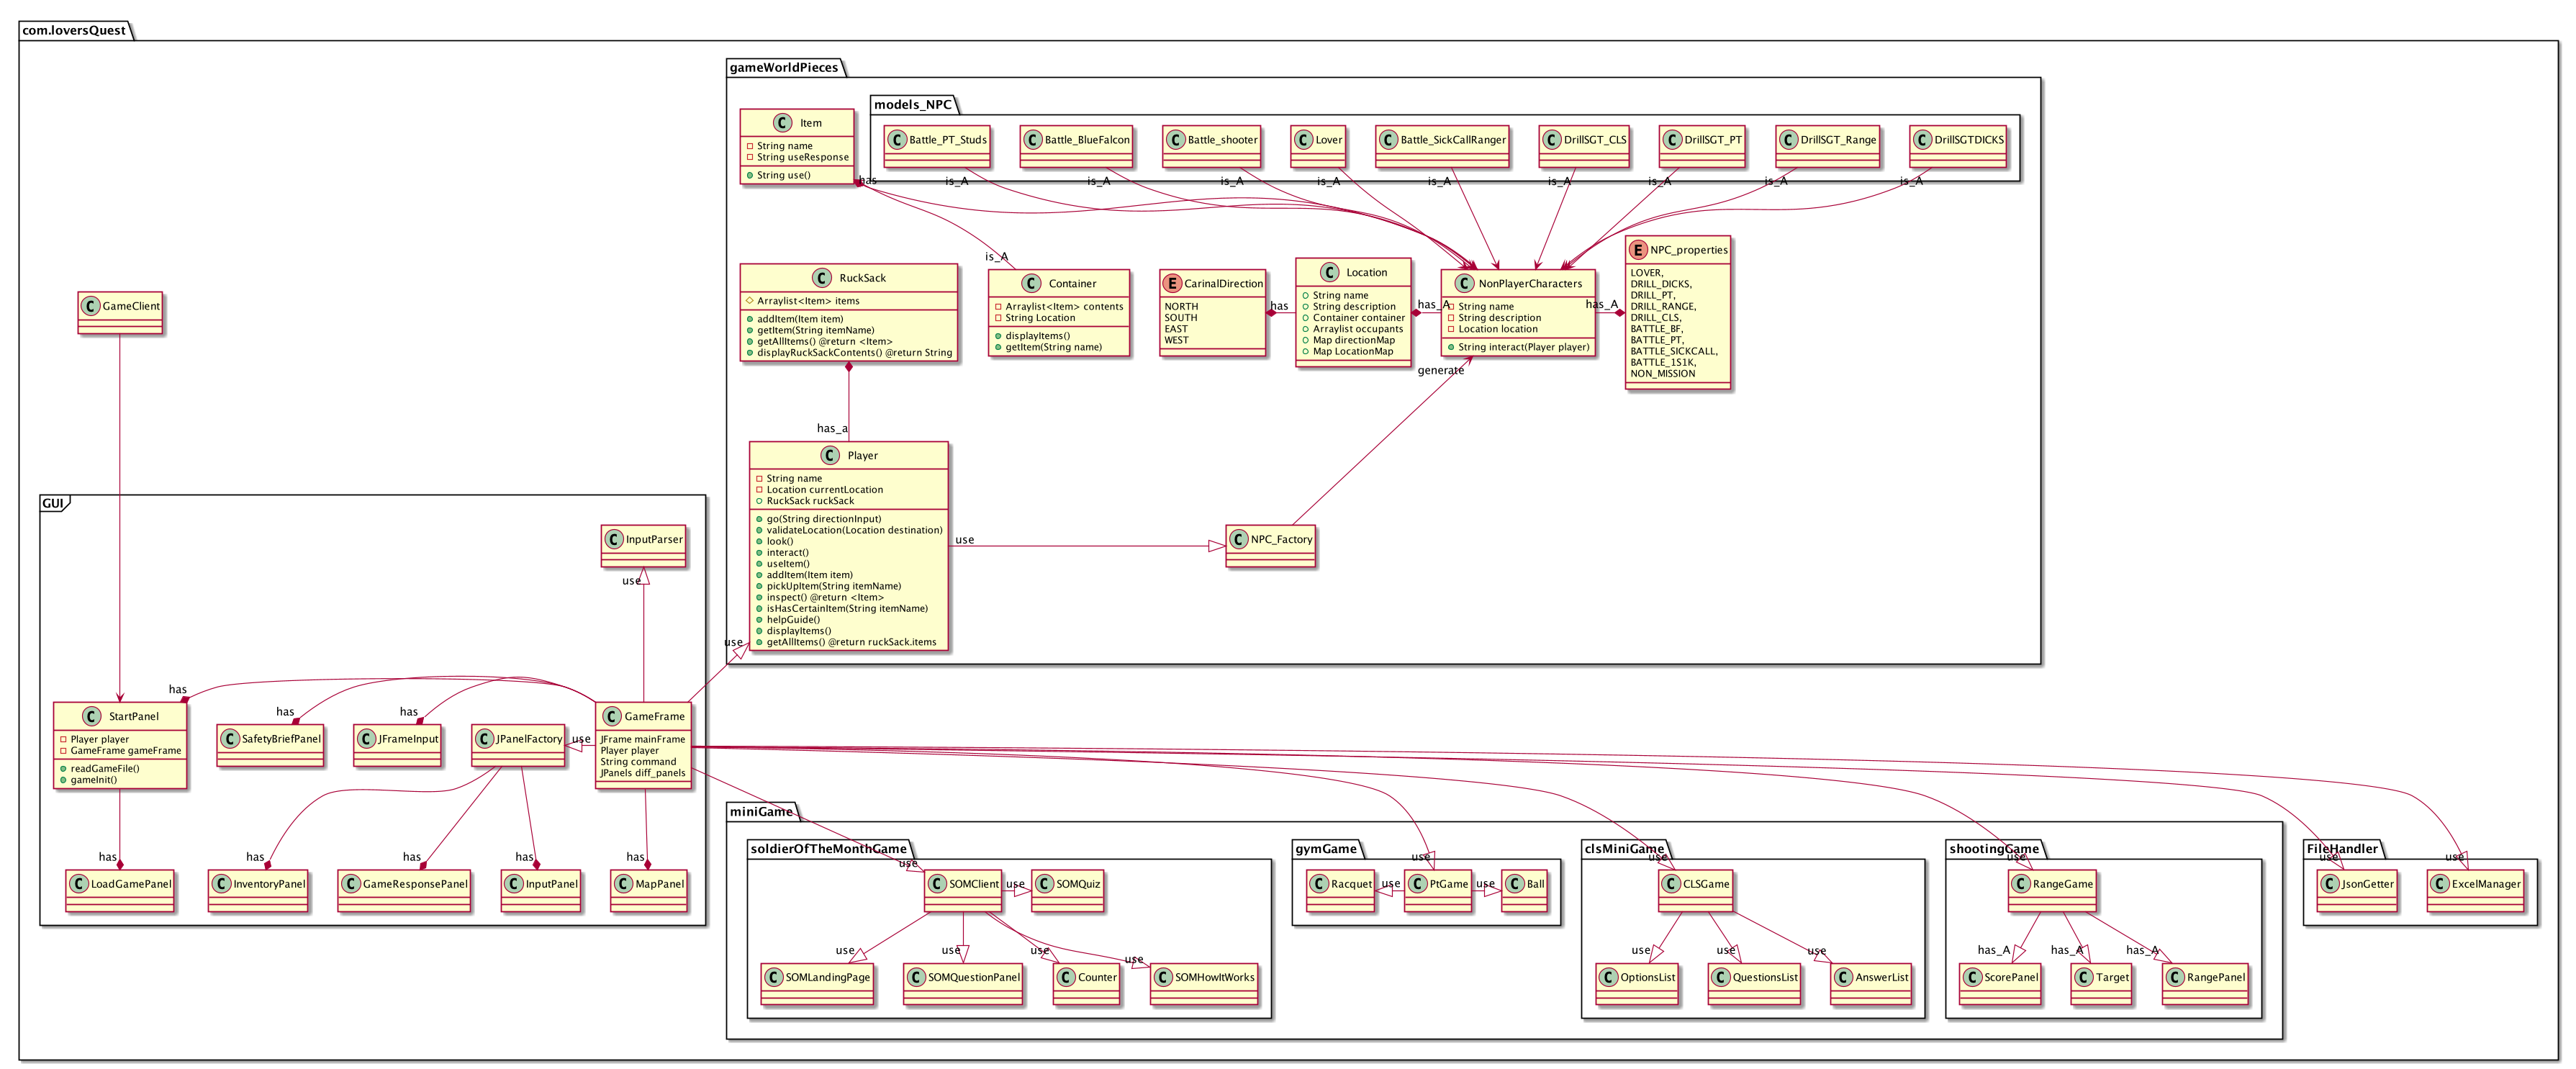 com.loversQuest
gameWorldPieces
models_NPC
C Item
String name
String useResponse
String use()
C Battle_PT_Studs
C Battle_BlueFalcon
C Battle_shooter
C Lover
C Battle_SickCallRanger
C DrillSGT_CLS
C DrillSGT_PT
C DrillSGT_Range
C DrillSGTDICKS
has
is_A
is_A
is_A
is_A
is_A
is_A
is_A
is_A
is_A
is_A
C RuckSack
Arraylist<Item> items
addItem(Item item)
getItem(String itemName)
getAllItems() @return <Item>
displayRuckSackContents() @return String
C Container
Arraylist<Item> contents
String Location
displayItems()
getItem(String name)
E CarinalDirection
NORTH
SOUTH
EAST
WEST
has
C Location
String name
String description
Container container
Arraylist occupants
Map directionMap
Map LocationMap
has_A
C NonPlayerCharacters
String name
String description
Location location
String interact(Player player)
has_A
E NPC_properties
LOVER,
DRILL_DICKS,
DRILL_PT,
DRILL_RANGE,
DRILL_CLS,
BATTLE_BF,
BATTLE_PT,
BATTLE_SICKCALL,
BATTLE_1S1K,
NON_MISSION
generate
has_a
C Player
String name
Location currentLocation
RuckSack ruckSack
go(String directionInput)
validateLocation(Location destination)
look()
interact()
useItem()
addItem(Item item)
pickUpItem(String itemName)
inspect() @return <Item>
isHasCertainItem(String itemName)
helpGuide()
displayItems()
getAllItems() @return ruckSack.items
use
C NPC_Factory
use
C GameClient
GUI
C InputParser
use
C StartPanel
Player player
GameFrame gameFrame
readGameFile()
gameInit()
has
has
C SafetyBriefPanel
has
C JFrameInput
C JPanelFactory
use
C GameFrame
JFrame mainFrame
Player player
String command
JPanels diff_panels
has
has
has
has
has
C LoadGamePanel
C InventoryPanel
C GameResponsePanel
C InputPanel
C MapPanel
miniGame
soldierOfTheMonthGame
use
C SOMClient
use
C SOMQuiz
use
use
use
use
C SOMLandingPage
C SOMQuestionPanel
C Counter
C SOMHowItWorks
gymGame
use
C Racquet
use
C PtGame
use
C Ball
clsMiniGame
use
C CLSGame
use
use
use
C OptionsList
C QuestionsList
C AnswerList
shootingGame
use
C RangeGame
has_A
has_A
has_A
C ScorePanel
C Target
C RangePanel
FileHandler
use
use
C JsonGetter
C ExcelManager